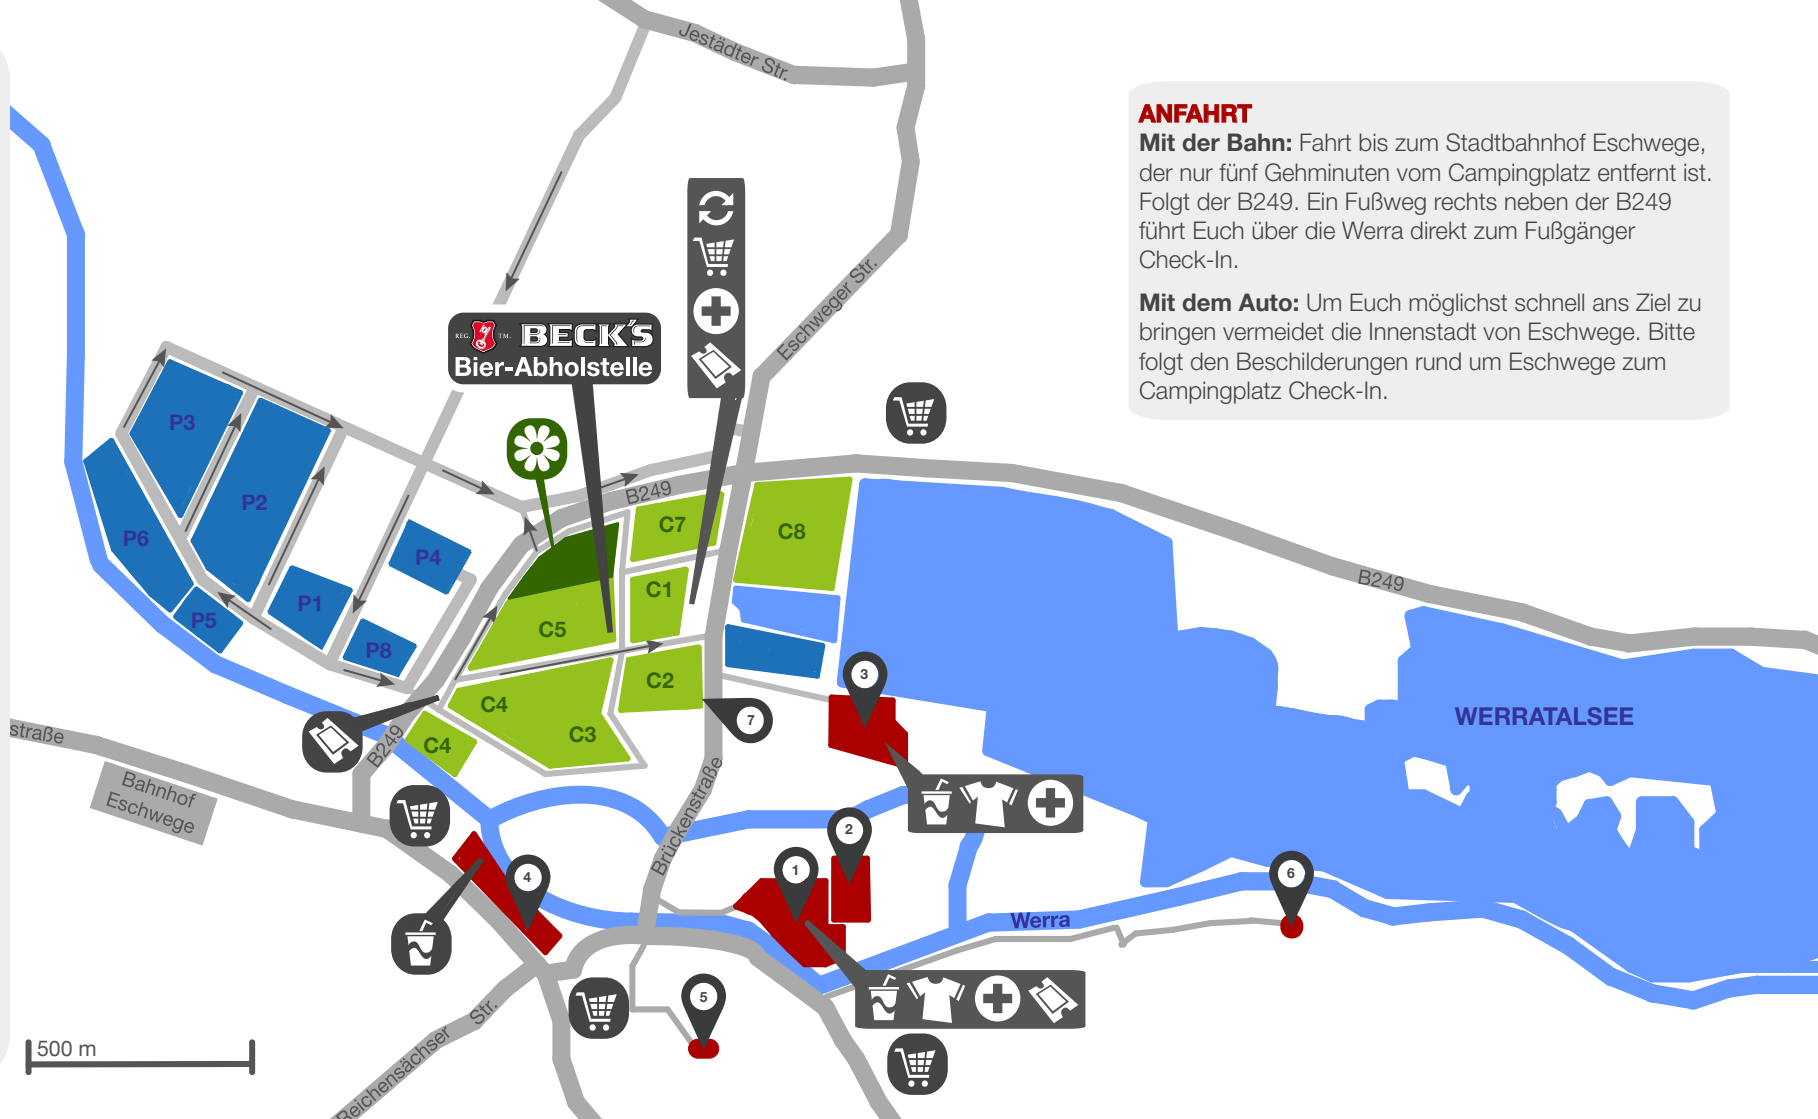 Jestädter Str.
ANFAHRT
Mit der Bahn: Fahrt bis zum Stadtbahnhof Eschwege,
der nur fünf Gehminuten vom Campingplatz entfernt ist.
Folgt der B249. Ein Fußweg rechts neben der B249
führt Euch über die Werra direkt zum Fußgänger
Check-In.
Mit dem Auto: Um Euch möglichst schnell ans Ziel zu
bringen vermeidet die Innenstadt von Eschwege. Bitte
folgt den Beschilderungen rund um Eschwege zum
Campingplatz Check-In.
Eschweger Str.
REG. TM. BECK'S
Bier-Abholstelle
P3
P2
P6
P4
P1
P5
P8
B249
C7
C8
C1
C5
C2
C4
C3
C4
B249
B249
3
7
WERRATALSEE
straße
Bahnhof
Eschwege
Brückenstraße
2
1
4
6
Werra
5
Reichensächser Str.
500 m